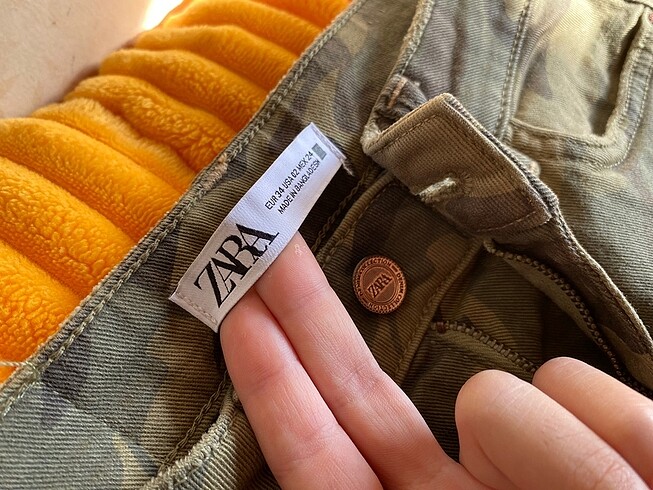 ZARA
EUR 34 USA 02 MEX 24
MADE IN BANGLADESH
ZARA